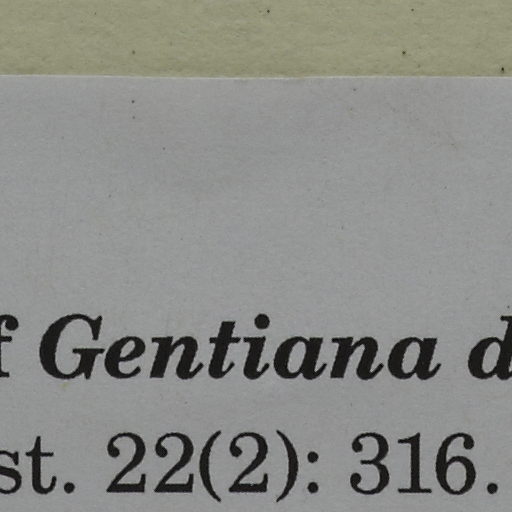 f Gentiana d
st. 22(2): 316.